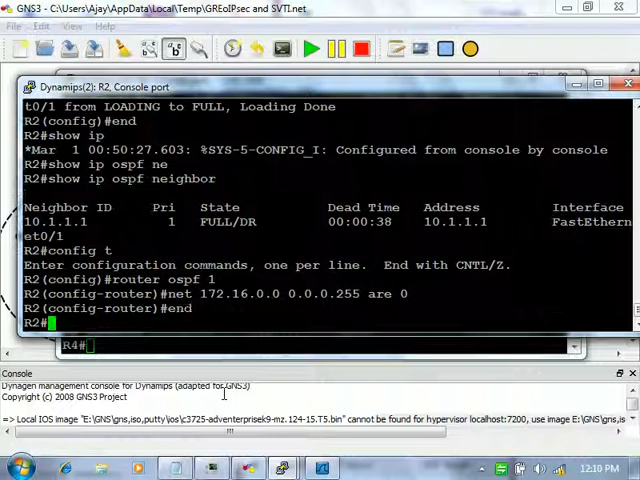 GNS3 - C:\Users\Ajay\AppData\Local\Temp\GREoIPsec and SVTI.net
File Edit View
Dynamips(2): R2, Console port
t0/1 from LOADING to FULL, Loading Done
R2(config)#end
R2#show ip
*Mar  1 00:50:27.603: %SYS-5-CONFIG_I: Configured from console by console
R2#show ip ospf ne
R2#show ip ospf neighbor
Neighbor ID     Pri   State           Dead Time   Address         Interface
10.1.1.1          1   FULL/DR         00:00:38    10.1.1.1        FastEthern
et0/1
R2#config t
Enter configuration commands, one per line.  End with CNTL/Z.
R2(config)#router ospf 1
R2(config-router)#net 172.16.0.0 0.0.0.255 are 0
R2(config-router)#end
R2#
R4#
Console
Dynagen management console for Dynamips (adapted for GNS3)
Copyright (c) 2008 GNS3 Project
=> Local IOS image "E:\GNS\gns,iso,putty\ios\c3725-adventerprisek9-mz.124-15.T5.bin" cannot be found for hypervisor localhost:7200, use image E:\GNS\gns,is
12:10 PM